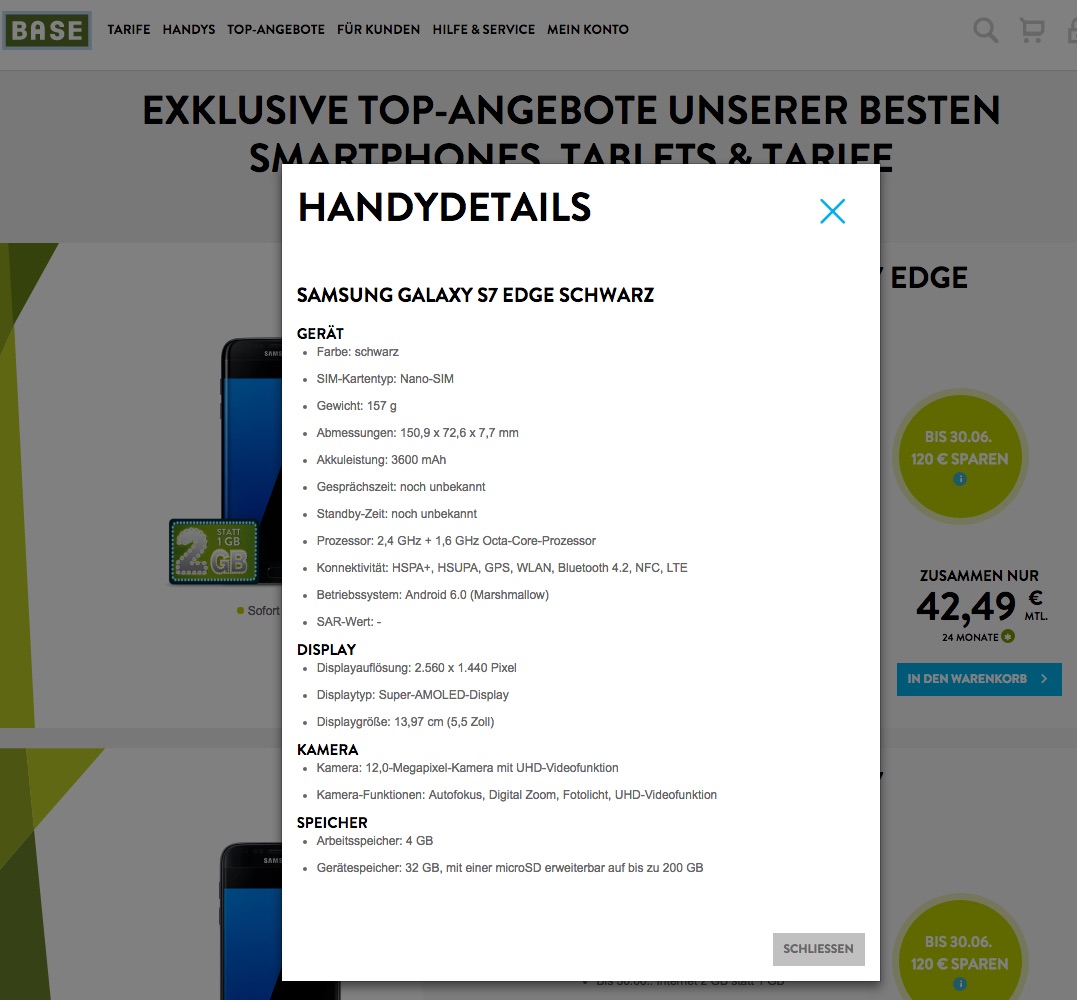 BASE
TARIFE HANDYS TOP-ANGEBOTE FÜR KUNDEN HILFE & SERVICE MEIN KONTO
EXKLUSIVE TOP-ANGEBOTE UNSERER BESTEN
SMARTPHONES, TABLETS & TARIFE
HANDYDETAILS
EDGE
SAMSUNG GALAXY S7 EDGE SCHWARZ
GERÄT
• Farbe: schwarz
• SIM-Kartentyp: Nano-SIM
• Gewicht: 157 g
• Abmessungen: 150,9 x 72,6 x 7,7 mm
• Akkuleistung: 3600 mAh
• Gesprächszeit: noch unbekannt
• Standby-Zeit: noch unbekannt
• Prozessor: 2,4 GHz + 1,6 GHz Octa-Core-Prozessor
• Konnektivität: HSPA+, HSUPA, GPS, WLAN, Bluetooth 4.2, NFC, LTE
• Betriebssystem: Android 6.0 (Marshmallow)
• SAR-Wert: -
DISPLAY
• Displayauflösung: 2.560 x 1.440 Pixel
• Displaytyp: Super-AMOLED-Display
• Displaygröße: 13,97 cm (5,5 Zoll)
KAMERA
• Kamera: 12,0-Megapixel-Kamera mit UHD-Videofunktion
• Kamera-Funktionen: Autofokus, Digital Zoom, Fotolicht, UHD-Videofunktion
SPEICHER
• Arbeitsspeicher: 4 GB
• Gerätespeicher: 32 GB, mit einer microSD erweiterbar auf bis zu 200 GB
SCHLIESSEN
SAMS
2 GB
STATT
1 GB
Sofort
BIS 30.06.
120 € SPAREN
i
ZUSAMMEN NUR
42,49 €
MTL.
24 MONATE
IN DEN WARENKORB
SAMS
BIS 30.06.
120 € SPAREN
i
• Bis 30.06.: Internet 2 GB statt 1 GB